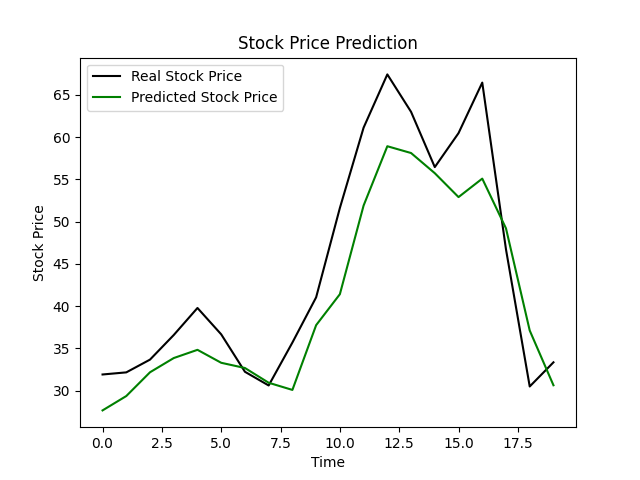 Stock Price Prediction
Real Stock Price
Predicted Stock Price
Stock Price
65
60
55
50
45
40
35
30
0.0 2.5 5.0 7.5 10.0 12.5 15.0 17.5
Time